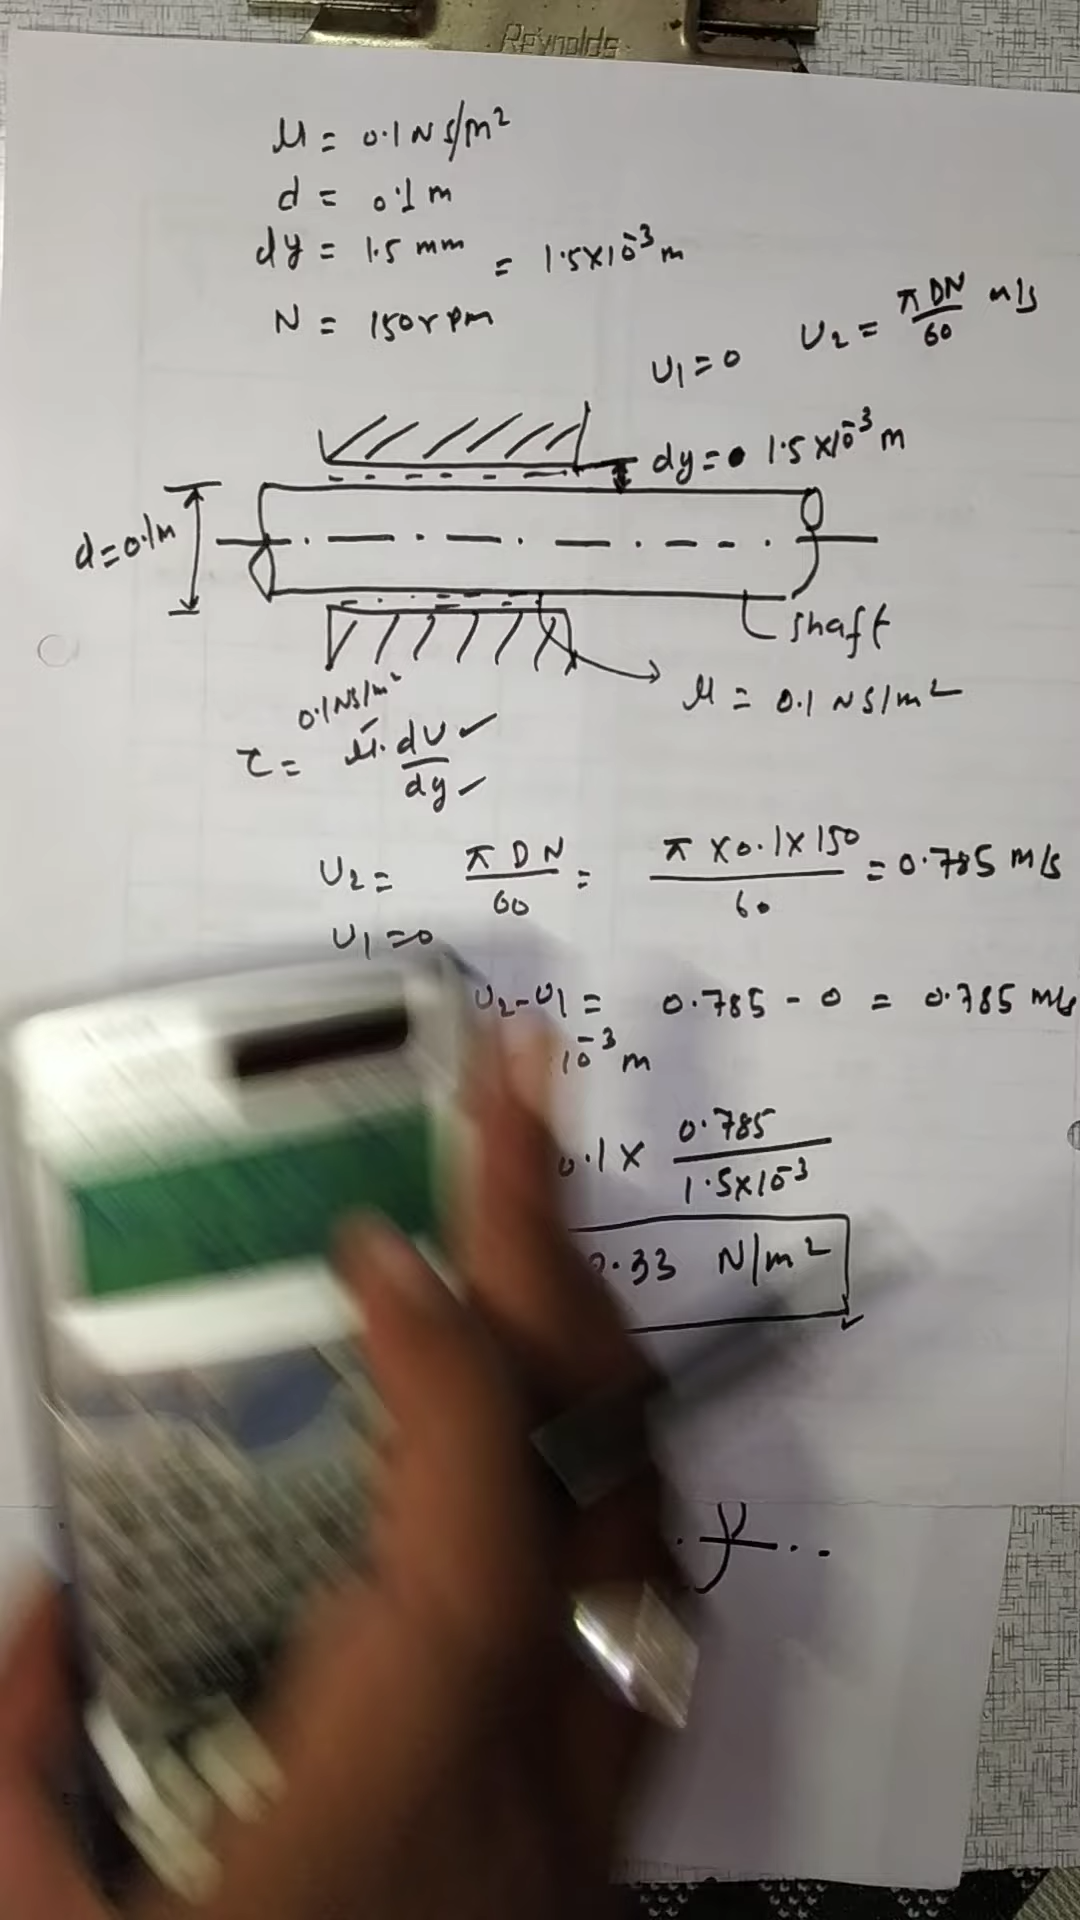 Reynolds
μ = 0.1 NS/m²
d = 0.1 m
dy = 1.5 mm = 1.5×10⁻³ m
N = 150 rpm
U₁ = 0 U₂ = πDN/60 m/s
dy = 1.5×10⁻³ m
d = 0.1m
shaft
μ = 0.1 NS/m²
0.1 NS/m²
τ = μ. du/dy
U₂ = πDN/60 = π×0.1×150/60 = 0.785 m/s
U₁ = 0
U₂-U₁ = 0.785 - 0 = 0.785 m/s
10⁻³ m
0.1 × 0.785/1.5×10⁻³
.33 N/m²